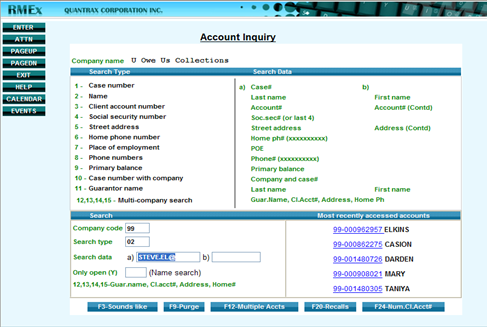 RMEx QUANTRAX CORPORATION INC.
ENTER
ATTN
PAGEUP
PAGEDN
EXIT
HELP
CALENDAR
EVENTS
Account Inquiry
Company name U Owe Us Collections
Search Type Search Data
1 - Case number a) Case# b)
2 - Name Last name First name
3 - Client account number Account# Account# (Contd)
4 - Social security number Soc.sec# (or last 4)
5 - Street address Street address Address (Contd)
6 - Home phone number Home ph# (xxxxxxxxxx)
7 - Place of employment POE
8 - Phone numbers Phone# (xxxxxxxxxx)
9 - Primary balance Primary balance
10 - Case number with company Company and case#
11 - Guarantor name Last name First name
12,13,14,15 - Multi-company search Guar.Name, Cl.Acct#, Address, Home Ph
Search Most recently accessed accounts
Company code 99 99-000962957 ELKINS
Search type 02 99-000862275 CASION
Search data a) STEVE.EL@ b) 99-001480726 DARDEN
Only open (Y) (Name search) 99-000908021 MARY
12,13,14,15-Guar.name, Cl.Acct#, Address, Home# 99-001480305 TANIYA
F3-Sounds like F9-Purge F12-Multiple Accts F20-Recalls F24-Num.Cl.Acct#